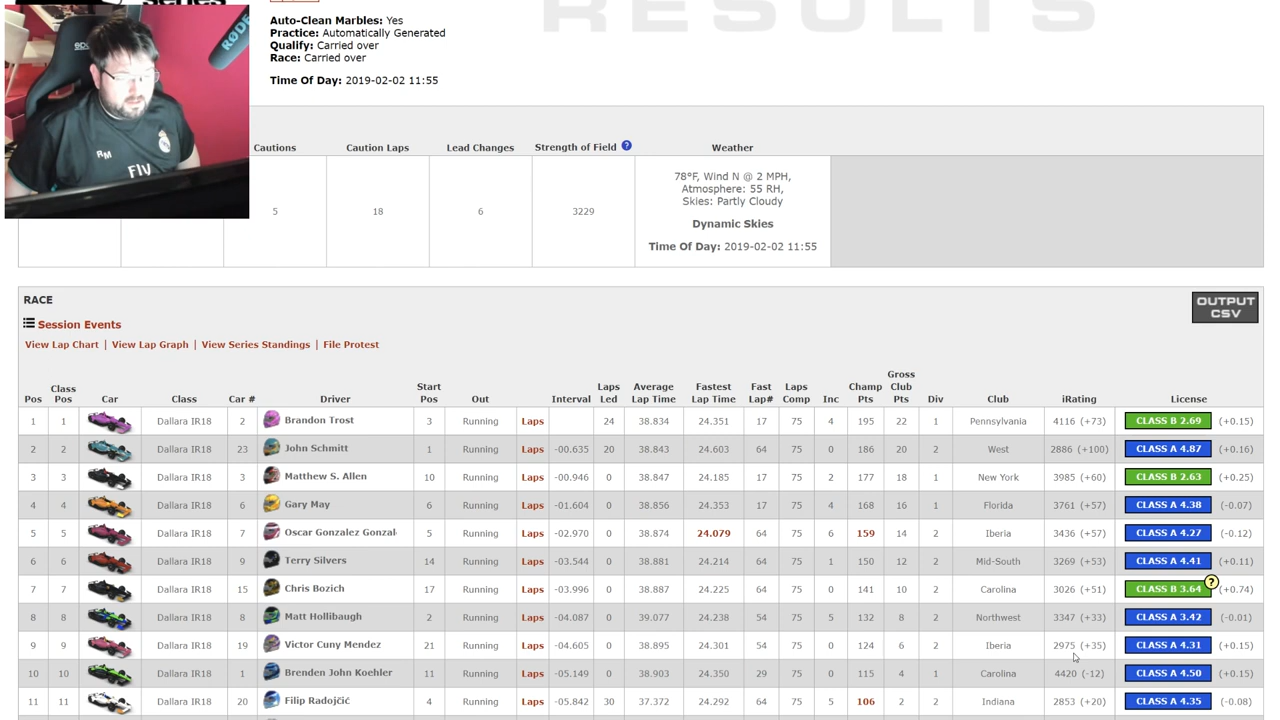 RESULTS
RØDE
RM
FIV
Auto-Clean Marbles: Yes
Practice: Automatically Generated
Qualify: Carried over
Race: Carried over
Time Of Day: 2019-02-02 11:55
Cautions Caution Laps Lead Changes Strength of Field ? Weather
5 18 6 3229
78°F, Wind N @ 2 MPH,
Atmosphere: 55 RH,
Skies: Partly Cloudy
Dynamic Skies
Time Of Day: 2019-02-02 11:55
RACE
OUTPUT
CSV
Session Events
View Lap Chart | View Lap Graph | View Series Standings | File Protest
Pos Class Pos Car Class Car # Driver Start Pos Out Interval Laps Led Average Lap Time Fastest Lap Time Fast Lap# Laps Comp Inc Champ Pts Gross Club Pts Div Club iRating License
1 1 Dallara IR18 2 Brandon Trost 3 Running Laps 24 38.834 24.351 17 75 4 195 22 1 Pennsylvania 4116 (+73) CLASS B 2.69 (+0.15)
2 2 Dallara IR18 23 John Schmitt 1 Running Laps -00.635 20 38.843 24.603 64 75 0 186 20 2 West 2886 (+100) CLASS A 4.87 (+0.16)
3 3 Dallara IR18 3 Matthew S. Allen 10 Running Laps -00.946 0 38.847 24.185 17 75 2 177 18 1 New York 3985 (+60) CLASS B 2.63 (+0.25)
4 4 Dallara IR18 6 Gary May 6 Running Laps -01.604 0 38.856 24.353 17 75 4 168 16 1 Florida 3761 (+57) CLASS A 4.38 (-0.07)
5 5 Dallara IR18 7 Oscar Gonzalez Gonzal 5 Running Laps -02.970 0 38.874 24.079 64 75 6 159 14 2 Iberia 3436 (+57) CLASS A 4.27 (-0.12)
6 6 Dallara IR18 9 Terry Silvers 14 Running Laps -03.544 0 38.881 24.214 64 75 1 150 12 2 Mid-South 3269 (+53) CLASS A 4.41 (+0.11)
7 7 Dallara IR18 15 Chris Bozich 17 Running Laps -03.996 0 38.887 24.225 64 75 0 141 10 2 Carolina 3026 (+51) CLASS B 3.64 ? (+0.74)
8 8 Dallara IR18 8 Matt Hollibaugh 2 Running Laps -04.087 0 39.077 24.238 54 75 5 132 8 2 Northwest 3347 (+33) CLASS A 3.42 (-0.01)
9 9 Dallara IR18 19 Victor Cuny Mendez 21 Running Laps -04.605 0 38.895 24.301 54 75 0 124 6 2 Iberia 2975 (+35) CLASS A 4.31 (+0.15)
10 10 Dallara IR18 1 Brenden John Koehler 11 Running Laps -05.149 0 38.903 24.350 29 75 0 115 4 1 Carolina 4420 (-12) CLASS A 4.50 (+0.15)
11 11 Dallara IR18 20 Filip Radojčić 4 Running Laps -05.842 30 37.372 24.292 64 75 5 106 2 2 Indiana 2853 (+20) CLASS A 4.35 (-0.08)